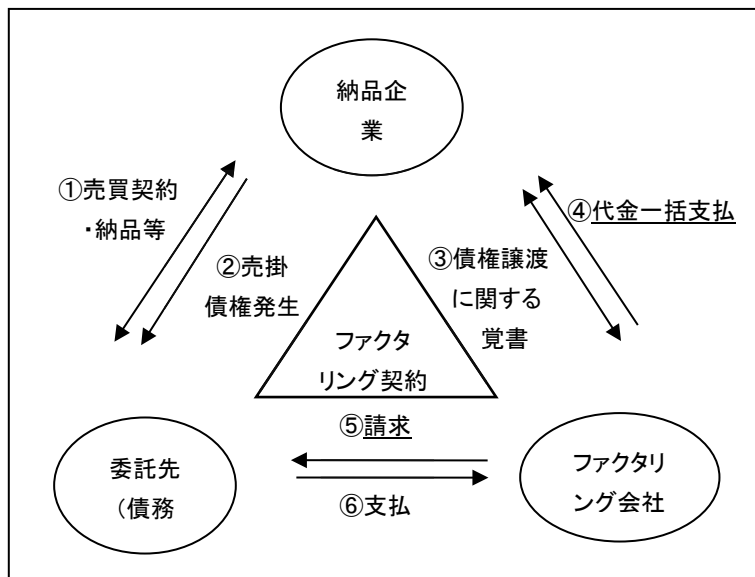 納品企
業
①売買契約
・納品等
④代金一括支払
②売掛
債権発生
③債権譲渡
に関する
覚書
ファクタ
リング契約
⑤請求
委託先
（債務
ファクタリ
ング会社
⑥支払